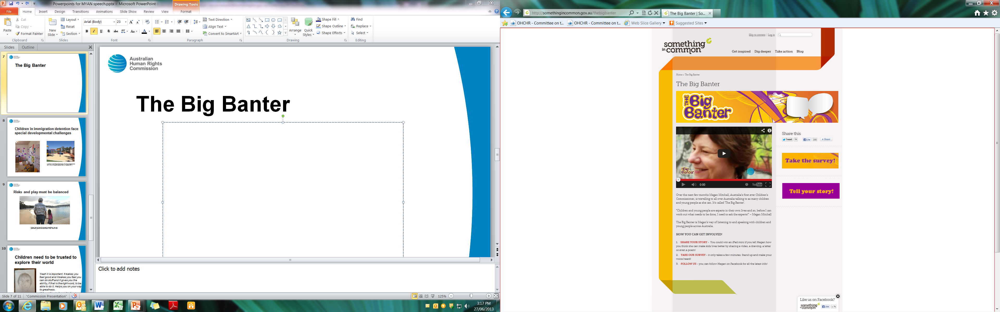 Powerpoints for MYAN speech.pptx - Microsoft PowerPoint
Drawing Tools
File
Home
Insert
Design
Transitions
Animations
Slide Show
Review
View
Format
Paste
Cut
Copy
Format Painter
Clipboard
New
Slide
Layout
Reset
Section
Slides
Arial (Body)
23
Font
Paragraph
Text Direction
Align Text
Convert to SmartArt
Arrange
Quick
Styles
Shape Fill
Shape Outline
Shape Effects
Drawing
Find
Replace
Select
Editing
Slides
Outline
7
The Big Banter
8
Children in immigration detention face
special developmental challenges
9
Risks and play must be balanced
10
Children need to be trusted to
explore their world
Yeah it is important. It makes you
feel good and it makes you feel you
can do stuff and it gives you the
ability, if that is the right word, to be
able to do it. Helps you on your way
to greatness.
Australian
Human Rights
Commission
The Big Banter
Click to add notes
Slide 7 of 11
"Commission Presentation"
125%
3:17 PM
27/06/2013
http://somethingincommon.gov.au/thebigbanter
The Big Banter | So...
OHCHR - Committee on t...
OHCHR - Committee on t...
Web Slice Gallery
Suggested Sites
Skip to content | Log in
something
in common
Get inspired
Dig deeper
Take action
Blog
Home » The Big Banter
The Big Banter
THE
Big
Banter
THE
Big
Banter
0:00
YouTube
Share this
Tweet
39
Like
205
+ Share
Take the survey!
Tell your story!
Over the next few months Megan Mitchell, Australia's first ever Children's
Commissioner, is travelling to all over Australia talking to as many children
and young people as she can. It's called 'The Big Banter'.
"Children and young people are experts in their own lives and so, before I can
work out what needs to be done, I need to ask the experts!" – Megan Mitchell
The Big Banter is Megan's way of listening to and speaking with children and
young people across Australia.
HOW YOU CAN GET INVOLVED!
1. SHARE YOUR STORY - You could win an iPad mini if you tell Megan how
you think she can make kids lives better by sharing a video, a drawing, a letter
or even a poem!
2. TAKE OUR SURVEY - it only takes a few minutes. Stand up and make your
voice heard!
3. FOLLOW US - you can follow Megan on Facebook for all the latest info!
Like us on Facebook?
something
in common
Like
1.7k